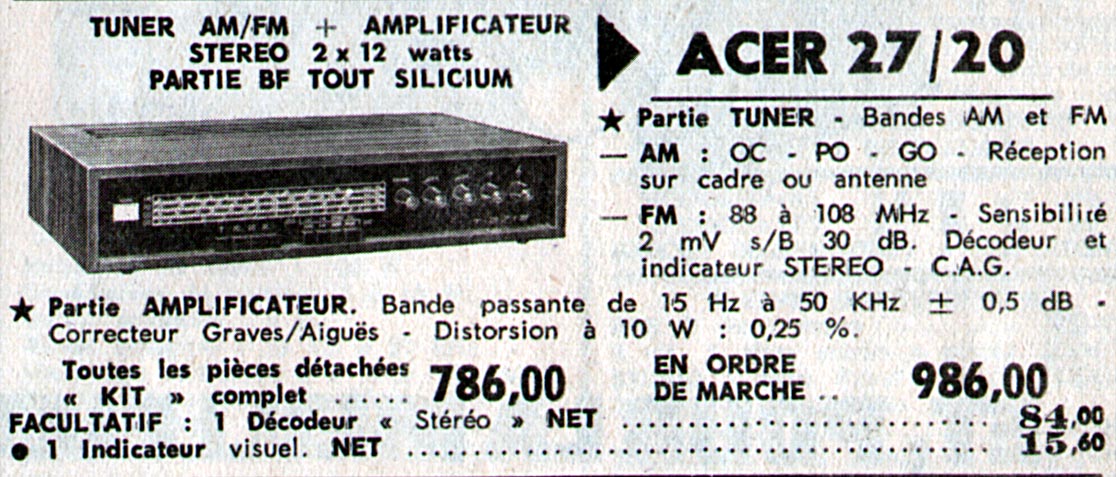 TUNER AM/FM + AMPLIFICATEUR
STEREO 2 x 12 watts
PARTIE BF TOUT SILICIUM
ACER 27/20
★ Partie TUNER - Bandes AM et FM
— AM : OC - PO - GO - Réception
sur cadre ou antenne
— FM : 88 à 108 MHz - Sensibilité
2 mV s/B 30 dB. Décodeur et
indicateur STEREO - C.A.G.
★ Partie AMPLIFICATEUR. Bande passante de 15 Hz à 50 KHz ± 0,5 dB -
Correcteur Graves/Aiguës - Distorsion à 10 W : 0,25 %.
Toutes les pièces détachées
« KIT » complet ...... 786,00
EN ORDRE
DE MARCHE .. 986,00
FACULTATIF : 1 Décodeur « Stéréo » NET ........................ 84,00
● 1 Indicateur visuel. NET ........................ 15,60